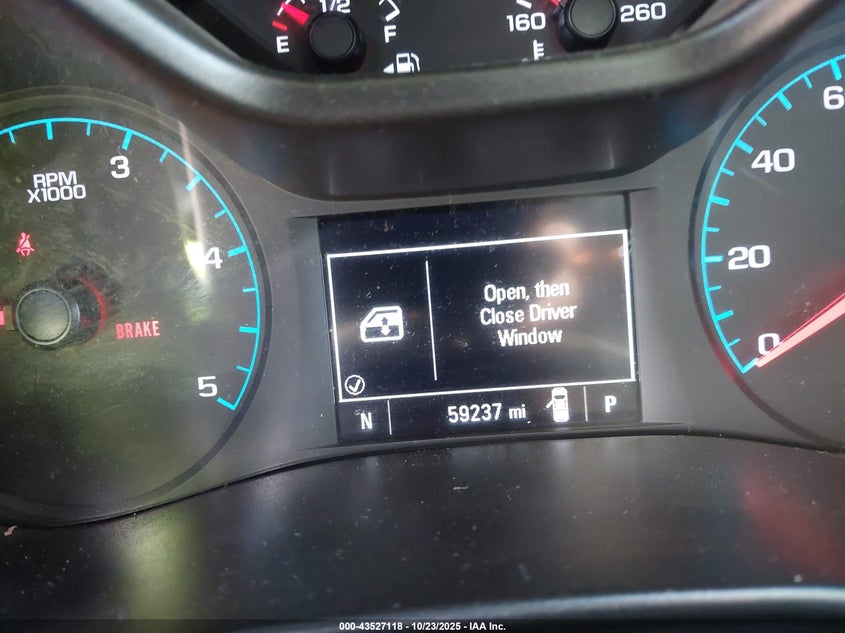 E
1/2
F
160
260
RPM
X1000
3
4
5
BRAKE
Open, then
Close Driver
Window
N
59237 mi
P
0
20
40
000-43527118 - 10/23/2025 - IAA Inc.